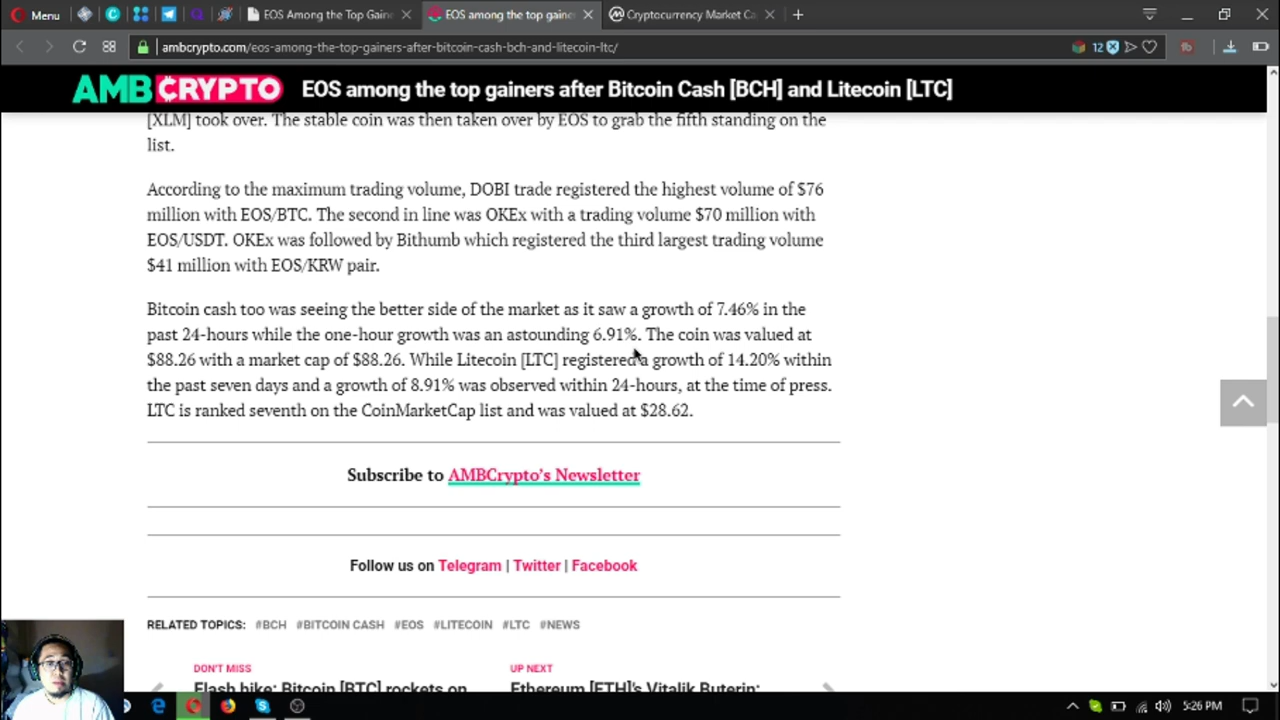 Menu
EOS Among the Top Gain
EOS among the top gaine
Cryptocurrency Market Ca
ambcrypto.com/eos-among-the-top-gainers-after-bitcoin-cash-bch-and-litecoin-ltc/
12
AMBCRYPTO
EOS among the top gainers after Bitcoin Cash [BCH] and Litecoin [LTC]
[XLM] took over. The stable coin was then taken over by EOS to grab the fifth standing on the
list.
According to the maximum trading volume, DOBI trade registered the highest volume of $76
million with EOS/BTC. The second in line was OKEx with a trading volume $70 million with
EOS/USDT. OKEx was followed by Bithumb which registered the third largest trading volume
$41 million with EOS/KRW pair.
Bitcoin cash too was seeing the better side of the market as it saw a growth of 7.46% in the
past 24-hours while the one-hour growth was an astounding 6.91%. The coin was valued at
$88.26 with a market cap of $88.26. While Litecoin [LTC] registered a growth of 14.20% within
the past seven days and a growth of 8.91% was observed within 24-hours, at the time of press.
LTC is ranked seventh on the CoinMarketCap list and was valued at $28.62.
Subscribe to AMBCrypto's Newsletter
Follow us on Telegram | Twitter | Facebook
RELATED TOPICS: #BCH #BITCOIN CASH #EOS #LITECOIN #LTC #NEWS
DON'T MISS
Flash hike: Bitcoin [BTC] rockets on
UP NEXT
Ethereum [ETH]'s Vitalik Buterin:
5:26 PM